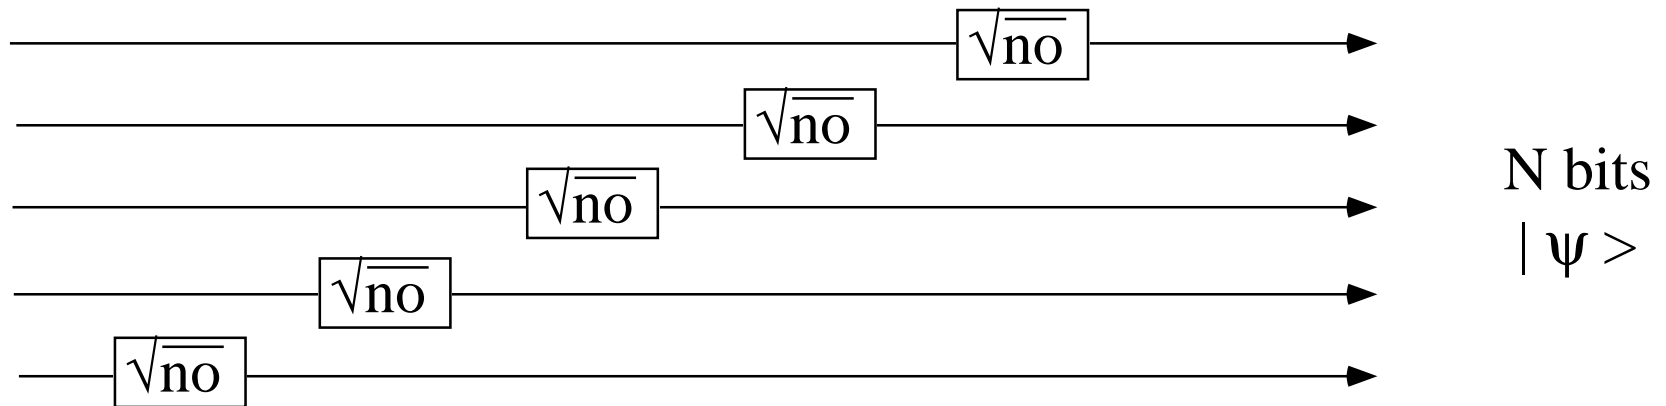 √no
√no
√no
√no
√no
N bits
| ψ >